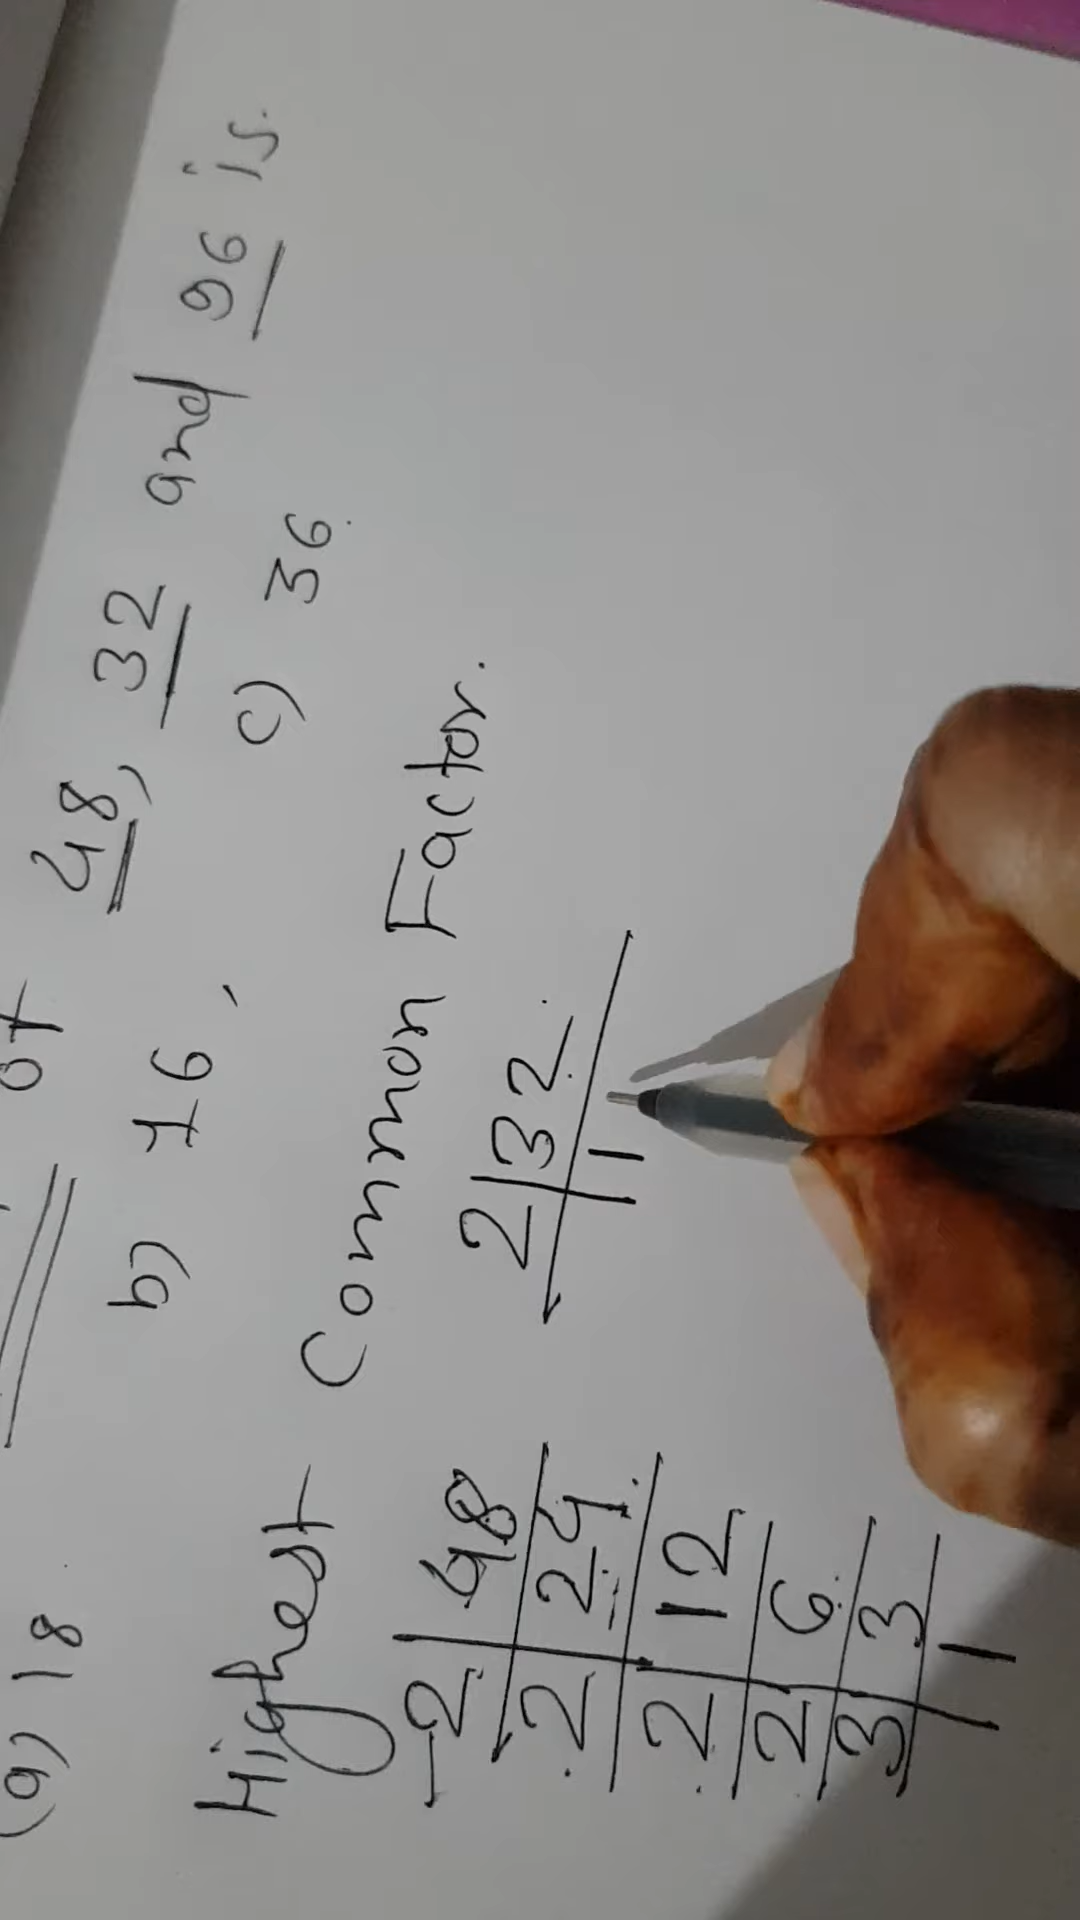 of 48, 32 and 96 is.
(a) 18 b) 16, c) 36
Highest Common Factor.
2 48 2 32
2 24 1
2 12
2 6
3 3
1